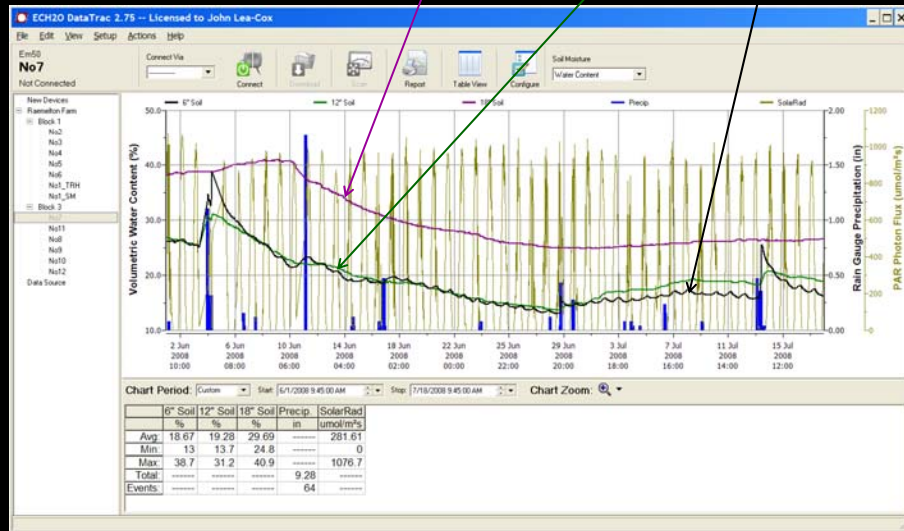 ECH2O DataTrac 2.75 -- Licensed to John Lea-Cox
File Edit View Setup Actions Help
Em50
No7
Not Connected
Connect Via
Connect
Download
Scan
Report
Table View
Configure
Soil Moisture
Water Content
New Devices
Raemelton Farm
Block 1
No2
No3
No4
No5
No6
No1_TRH
No1_SM
Block 3
No7
No11
No8
No9
No10
No12
Data Source
6" Soil 12" Soil 18" Soil Precip. SolarRad
Volumetric Water Content (%)
50.0
40.0
30.0
20.0
10.0
Rain Gauge Precipitation (in)
2.00
1.50
1.00
0.50
0.00
PAR Photon Flux (umol/m²s)
1200
1000
800
600
400
200
0
2 Jun 6 Jun 10 Jun 14 Jun 18 Jun 22 Jun 25 Jun 29 Jun 3 Jul 7 Jul 11 Jul 15 Jul
2008 2008 2008 2008 2008 2008 2008 2008 2008 2008 2008 2008
10:00 08:00 06:00 04:00 02:00 00:00 22:00 20:00 18:00 16:00 14:00 12:00
Chart Period: Custom Start: 6/1/2008 9:45:00 AM Stop: 7/18/2008 9:45:00 AM Chart Zoom:
6" Soil 12" Soil 18" Soil Precip. SolarRad
% % % in umol/m²s
Avg: 18.67 19.28 29.69 ------ 281.61
Min: 13 13.7 24.8 ------ 0
Max: 38.7 31.2 40.9 ------ 1076.7
Total: ------ ------ ------ 9.28 ------
Events: ------ ------ ------ 64 ------